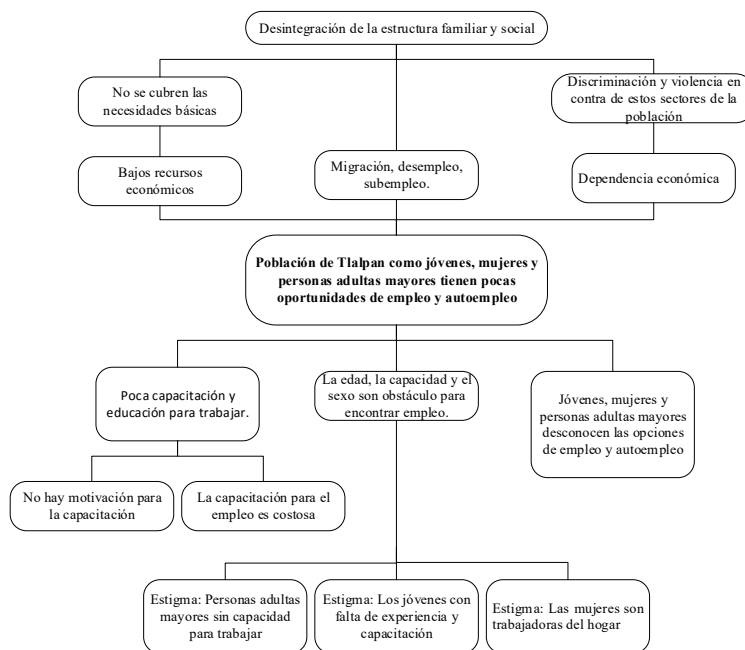 Desintegración de la estructura familiar y social
No se cubren las
necesidades básicas
Discriminación y violencia en
contra de estos sectores de la
población
Bajos recursos
económicos
Migración, desempleo,
subempleo.
Dependencia económica
Población de Tlalpan como jóvenes, mujeres y
personas adultas mayores tienen pocas
oportunidades de empleo y autoempleo
Poca capacitación y
educación para trabajar.
La edad, la capacidad y el
sexo son obstáculo para
encontrar empleo.
Jóvenes, mujeres y
personas adultas mayores
desconocen las opciones
de empleo y autoempleo
No hay motivación para
la capacitación
La capacitación para el
empleo es costosa
Estigma: Personas adultas
mayores sin capacidad
para trabajar
Estigma: Los jóvenes con
falta de experiencia y
capacitación
Estigma: Las mujeres son
trabajadoras del hogar